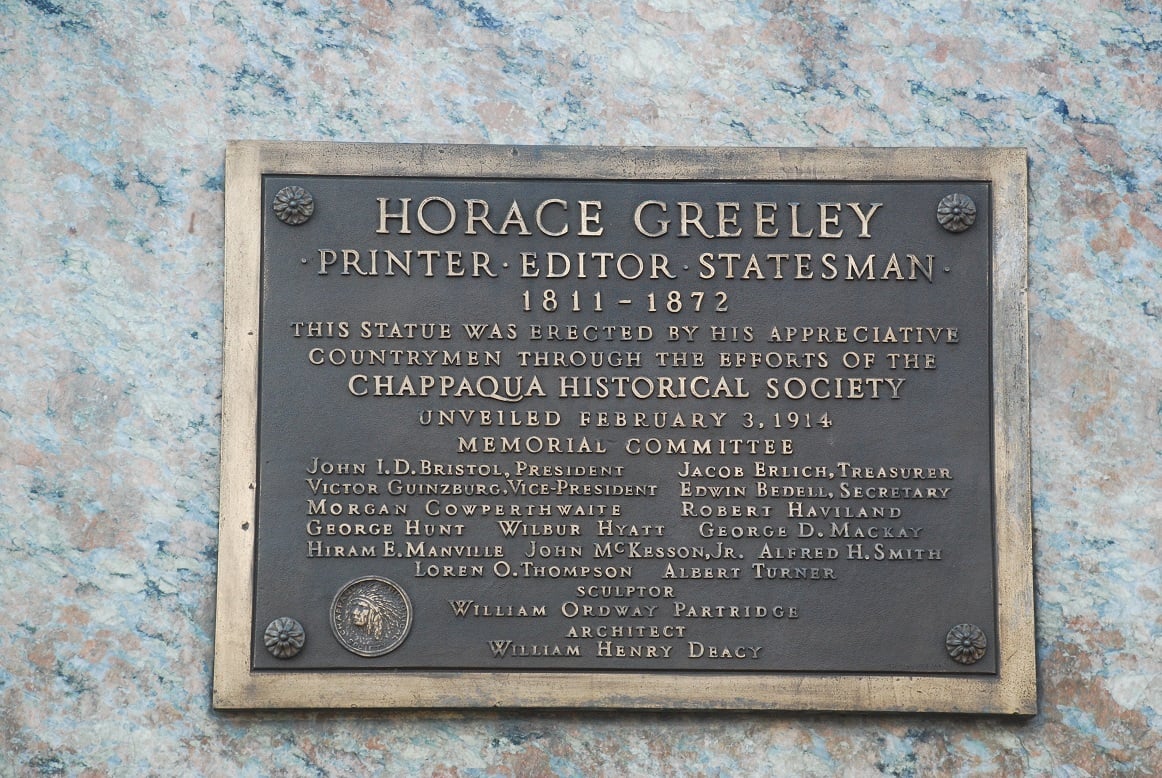 HORACE GREELEY
· PRINTER · EDITOR · STATESMAN ·
1811 – 1872
THIS STATUE WAS ERECTED BY HIS APPRECIATIVE
COUNTRYMEN THROUGH THE EFFORTS OF THE
CHAPPAQUA HISTORICAL SOCIETY
UNVEILED FEBRUARY 3, 1914
MEMORIAL COMMITTEE
JOHN I.D. BRISTOL, PRESIDENT JACOB ERLICH, TREASURER
VICTOR GUINZBURG, VICE-PRESIDENT EDWIN BEDELL, SECRETARY
MORGAN COWPERTHWAITE ROBERT HAVILAND
GEORGE HUNT WILBUR HYATT GEORGE D. MACKAY
HIRAM E. MANVILLE JOHN McKESSON, JR. ALFRED H. SMITH
LOREN O. THOMPSON ALBERT TURNER
SCULPTOR
WILLIAM ORDWAY PARTRIDGE
ARCHITECT
WILLIAM HENRY DEACY